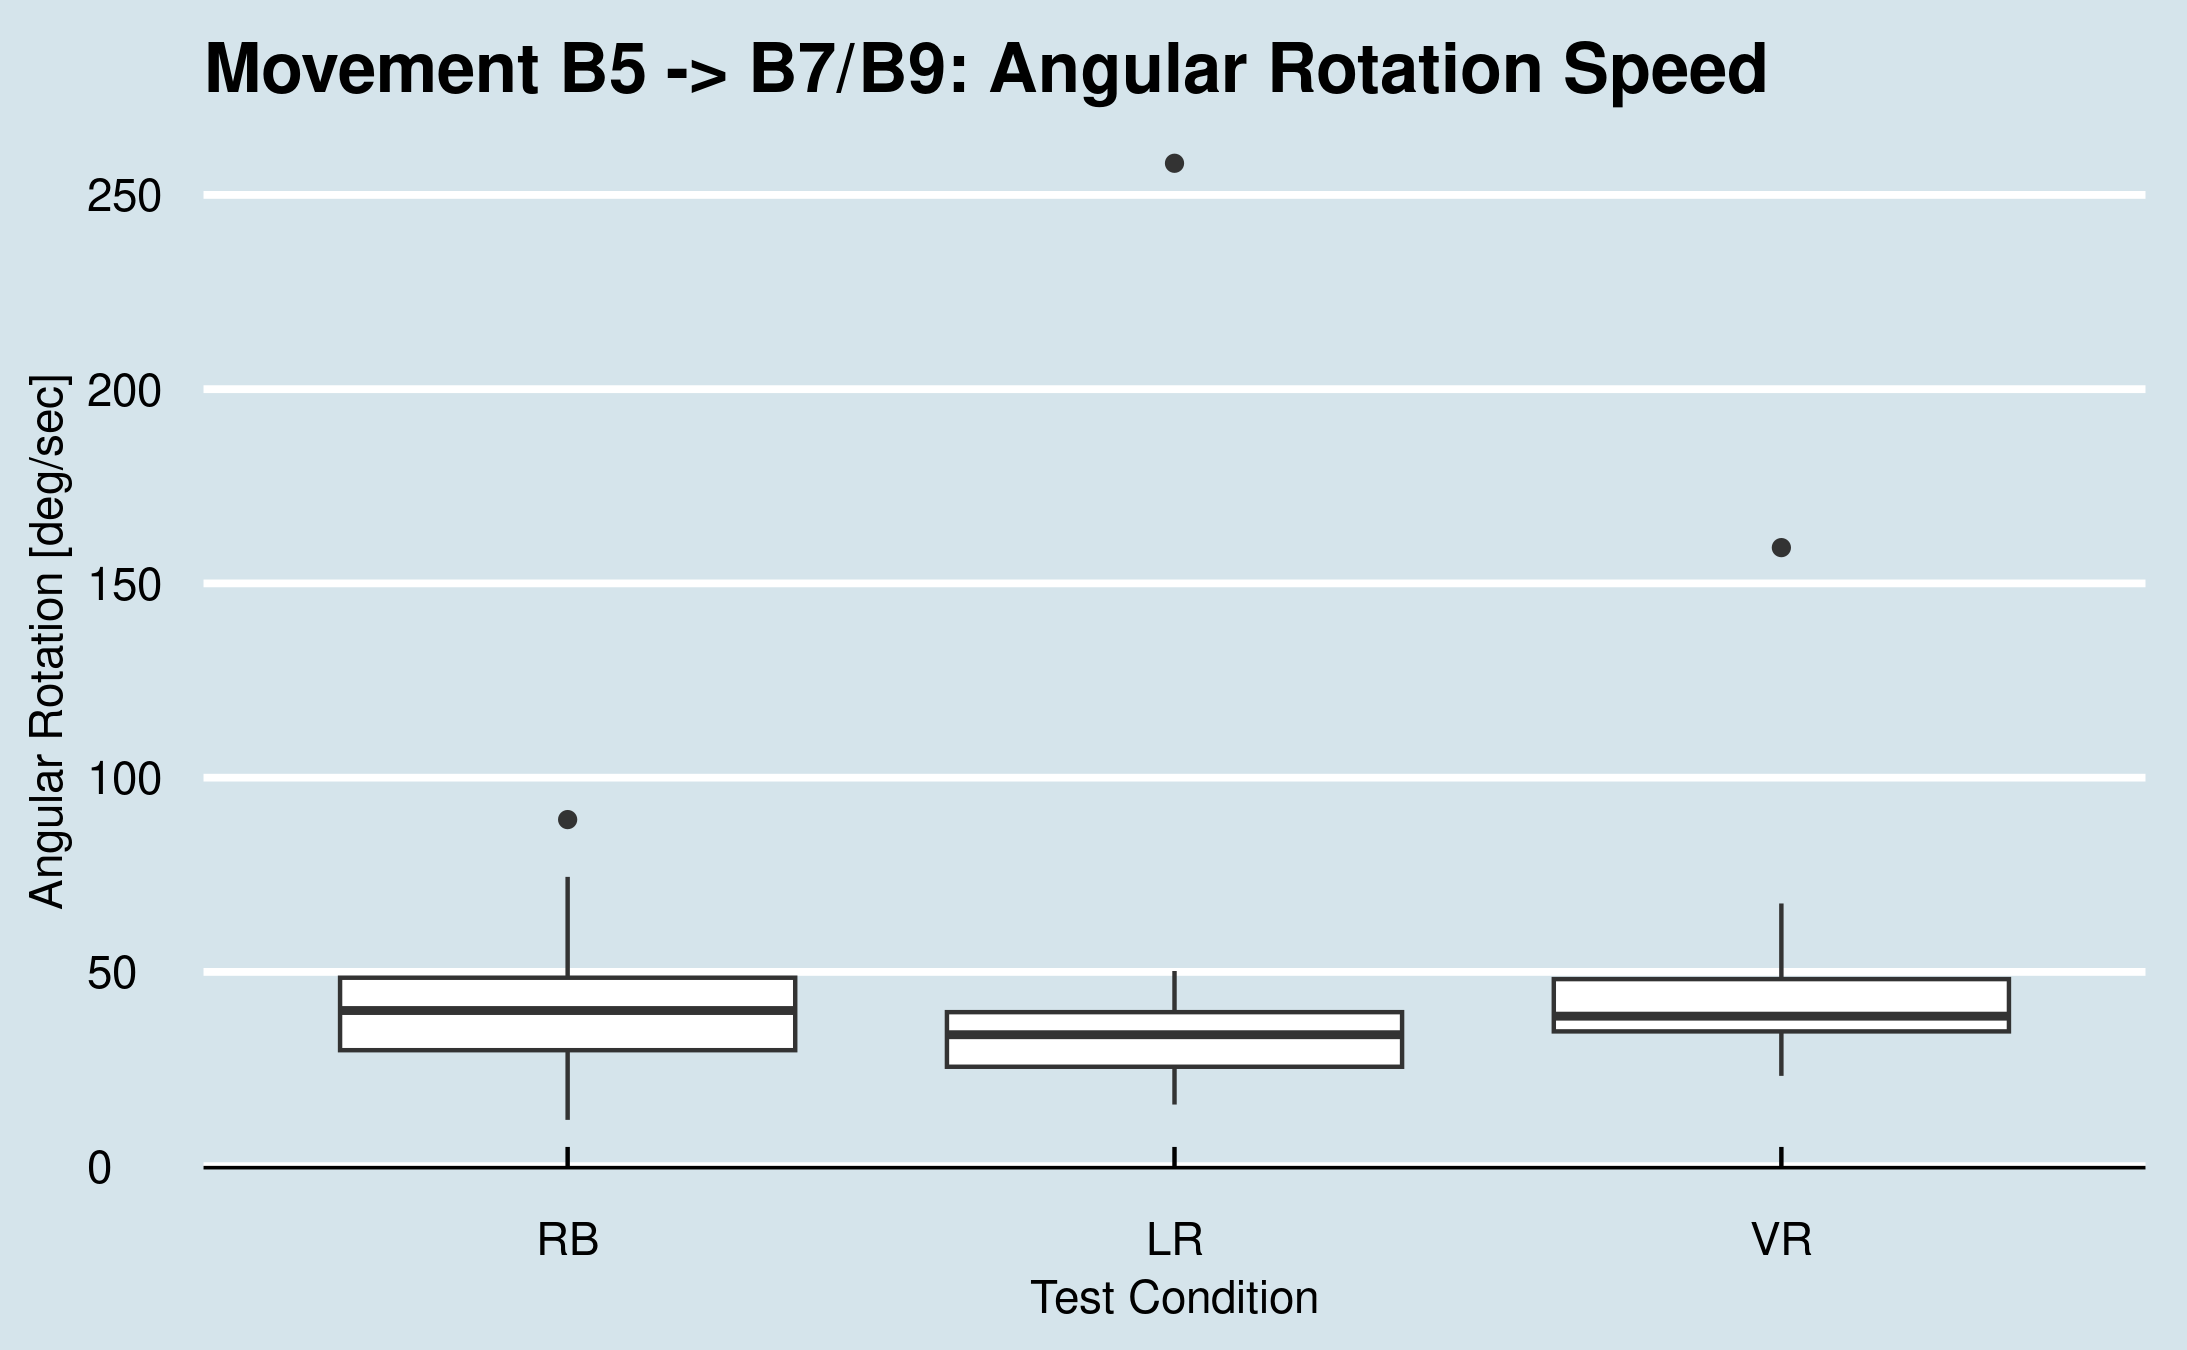 Movement B5 -> B7/B9: Angular Rotation Speed
Angular Rotation [deg/sec]
250
200
150
100
50
0
RB LR VR
Test Condition